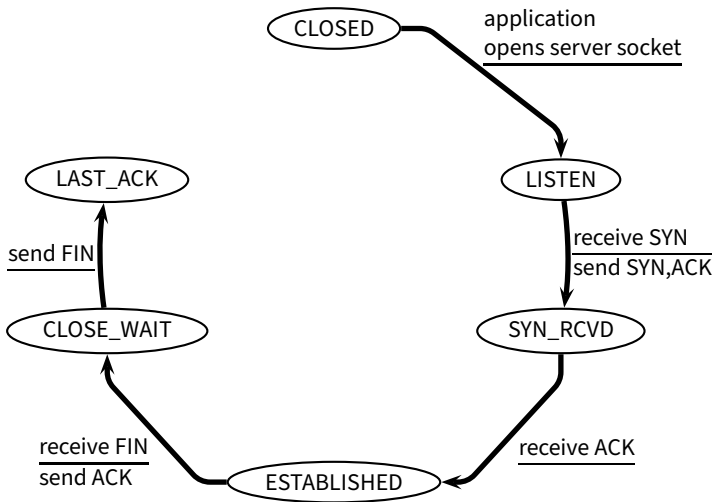 CLOSED
application
opens server socket
LISTEN
receive SYN
send SYN,ACK
SYN_RCVD
receive ACK
ESTABLISHED
receive FIN
send ACK
CLOSE_WAIT
send FIN
LAST_ACK